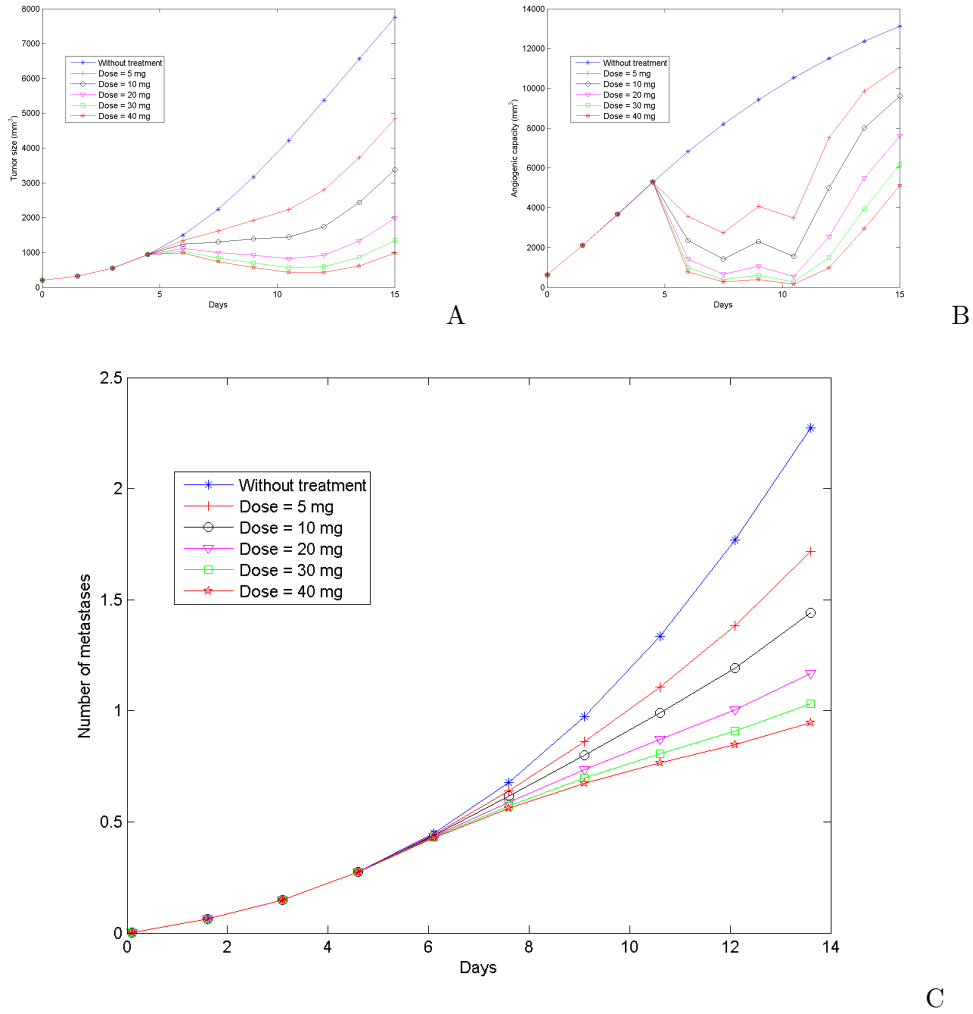 8000
7000
6000
5000
4000
3000
2000
1000
0
Tumor size (mm³)
Without treatment
Dose = 5 mg
Dose = 10 mg
Dose = 20 mg
Dose = 30 mg
Dose = 40 mg
0 5 10 15
Days
A
14000
12000
10000
8000
6000
4000
2000
0
Angiogenic capacity (mm³)
Without treatment
Dose = 5 mg
Dose = 10 mg
Dose = 20 mg
Dose = 30 mg
Dose = 40 mg
0 5 10 15
Days
B
2.5
2
1.5
1
0.5
0
Number of metastases
Without treatment
Dose = 5 mg
Dose = 10 mg
Dose = 20 mg
Dose = 30 mg
Dose = 40 mg
0 2 4 6 8 10 12 14
Days
C